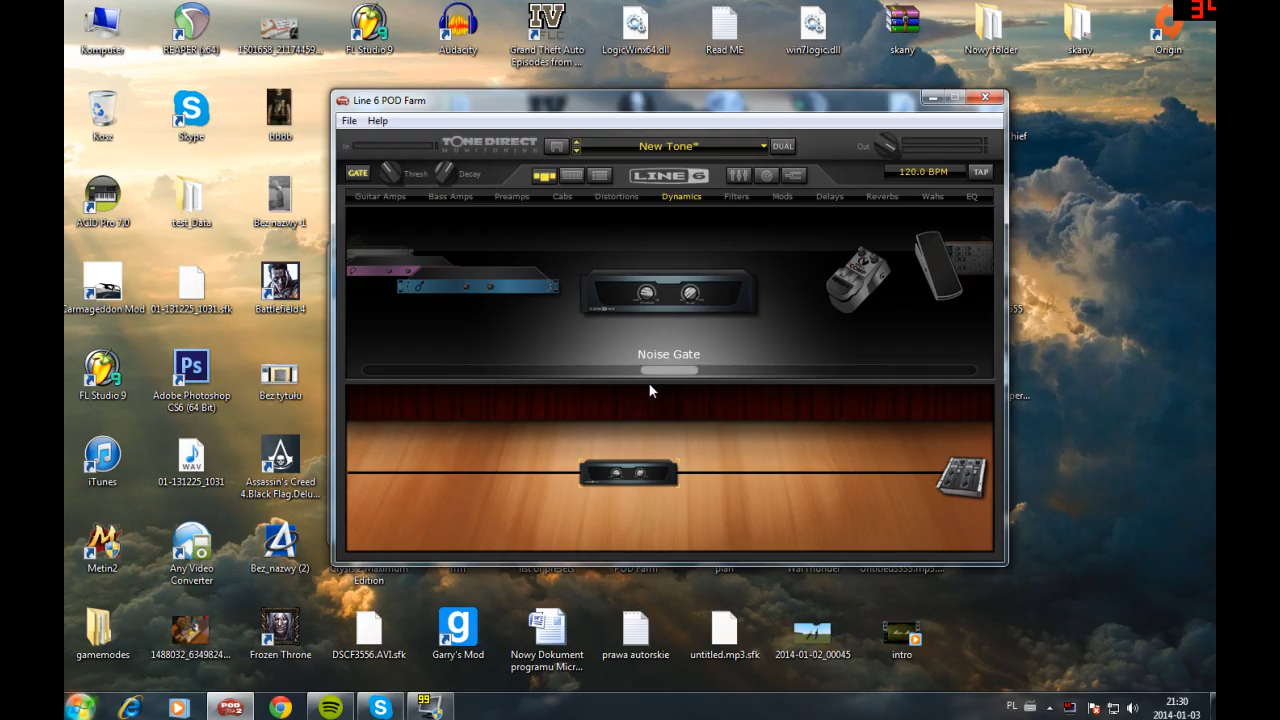 Komputer
REAPER (x64)
1501658_21174459...
FL Studio 9
Audacity
Grand Theft Auto
Episodes from ...
LogicWinx64.dll
Read ME
win7logic.dll
skany
Nowy folder
skany
Origin
Kosz
Skype
bbbb
ACID Pro 7.0
test_Data
Bez nazwy-1
Carmageddon Mod
01-131225_1031.sfk
Battlefield 4
FL Studio 9
Adobe Photoshop
CS6 (64 Bit)
Bez tytułu
iTunes
WAV
01-131225_1031
Assassin's Creed
4.Black Flag.Delu...
Metin2
Any Video
Converter
Bez_nazwy (2)
gamemodes
1488032_6349824...
Frozen Throne
DSCF3556.AVI.sfk
Garry's Mod
Nowy Dokument
programu Micr...
prawa autorskie
untitled.mp3.sfk
2014-01-02_00045
intro
Edition
Line 6 POD Farm
File Help
In
TONE DIRECT
MONITORING
New Tone*
DUAL
Out
GATE
Thresh
Decay
LINE 6
120.0 BPM
TAP
Guitar Amps Bass Amps Preamps Cabs Distortions Dynamics Filters Mods Delays Reverbs Wahs EQ
Noise Gate
99
PL
21:30
2014-01-03